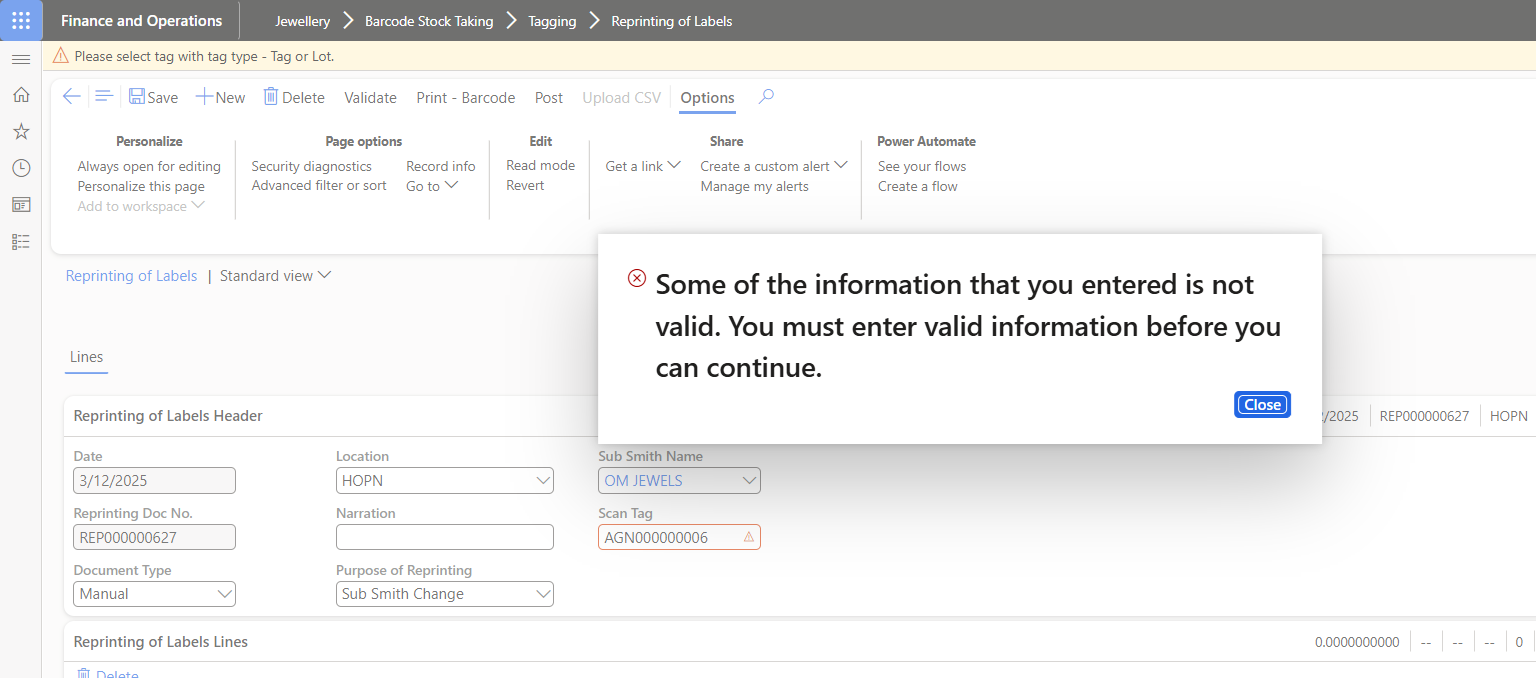 Finance and Operations
Jewellery > Barcode Stock Taking > Tagging > Reprinting of Labels
Please select tag with tag type - Tag or Lot.
Save New Delete Validate Print - Barcode Post Upload CSV Options
Personalize
Always open for editing
Personalize this page
Add to workspace
Page options
Security diagnostics
Advanced filter or sort
Record info
Go to
Edit
Read mode
Revert
Share
Get a link
Create a custom alert
Manage my alerts
Power Automate
See your flows
Create a flow
Some of the information that you entered is not
valid. You must enter valid information before you
can continue.
Close
Reprinting of Labels | Standard view
Lines
Reprinting of Labels Header
/2025 REP000000627 HOPN
Date
3/12/2025
Location
HOPN
Sub Smith Name
OM JEWELS
Reprinting Doc No.
REP000000627
Narration
Scan Tag
AGN000000006
Document Type
Manual
Purpose of Reprinting
Sub Smith Change
Reprinting of Labels Lines
0.0000000000 -- -- -- 0
Delete